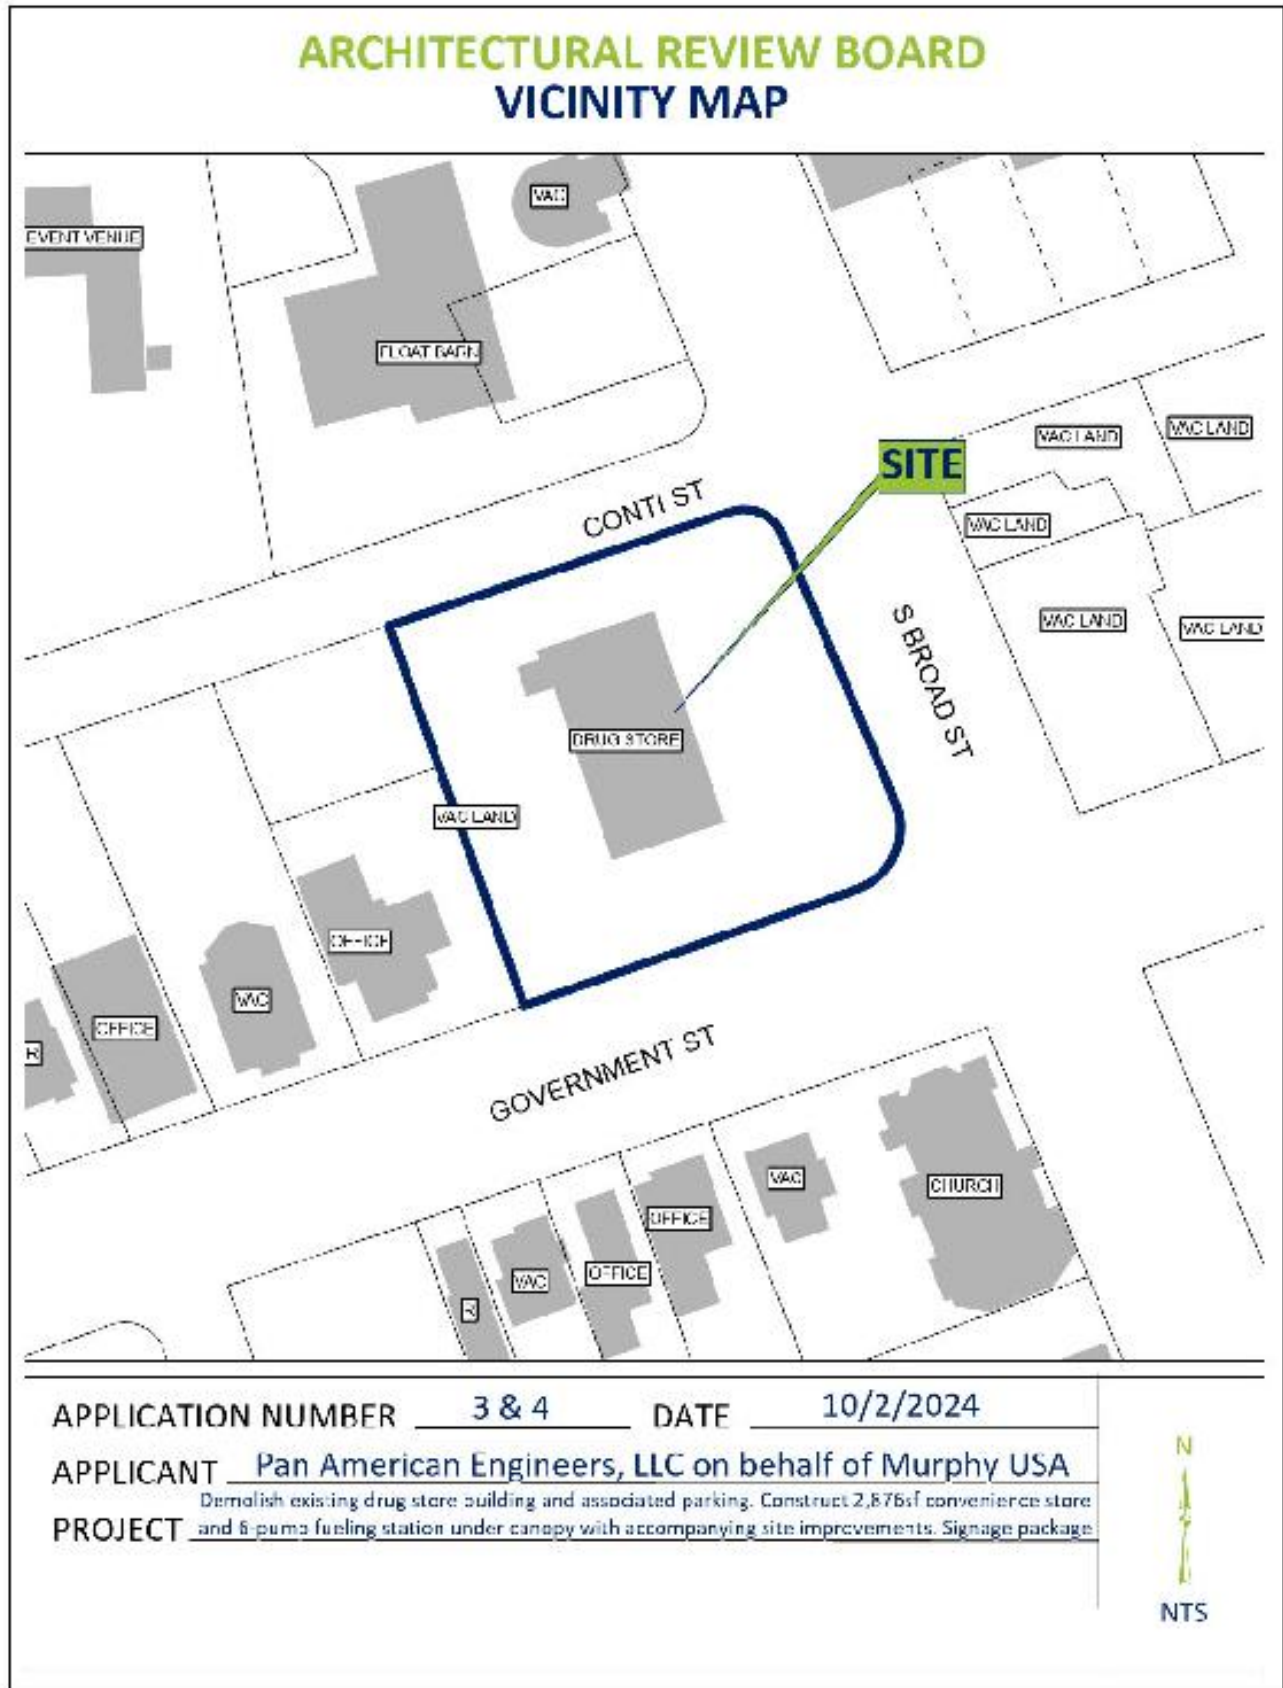 ARCHITECTURAL REVIEW BOARD
VICINITY MAP
VAC
EVENT VENUE
FLOAT BARN
VAC LAND
VAC LAND
SITE
CONTI ST
VAC LAND
VAC LAND
VAC LAND
S BROAD ST
DRUG STORE
VAC LAND
OFFICE
VAC
OFFICE
R
GOVERNMENT ST
VAC
CHURCH
OFFICE
OFFICE
VAC
R
APPLICATION NUMBER 3 & 4 DATE 10/2/2024
APPLICANT Pan American Engineers, LLC on behalf of Murphy USA
Demolish existing drug store building and associated parking. Construct 2,876sf convenience store
PROJECT and 6-pump fueling station under canopy with accompanying site improvements. Signage package
N
NTS